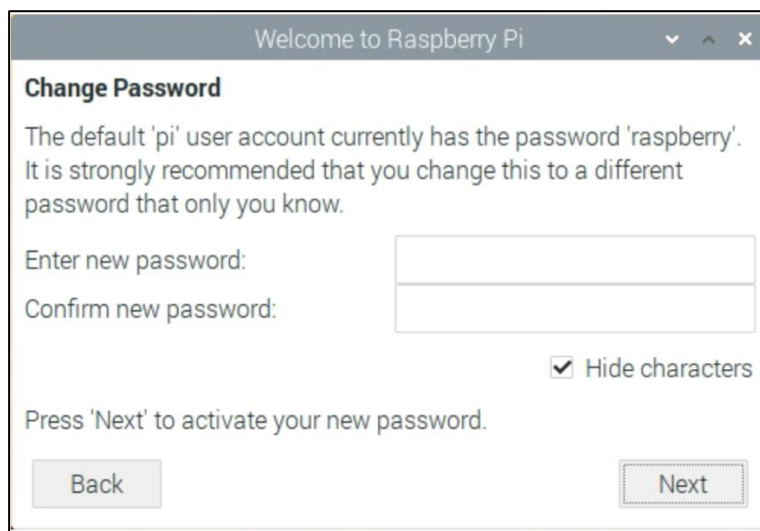 Welcome to Raspberry Pi
Change Password
The default 'pi' user account currently has the password 'raspberry'.
It is strongly recommended that you change this to a different
password that only you know.
Enter new password:
Confirm new password:
Hide characters
Press 'Next' to activate your new password.
Back
Next